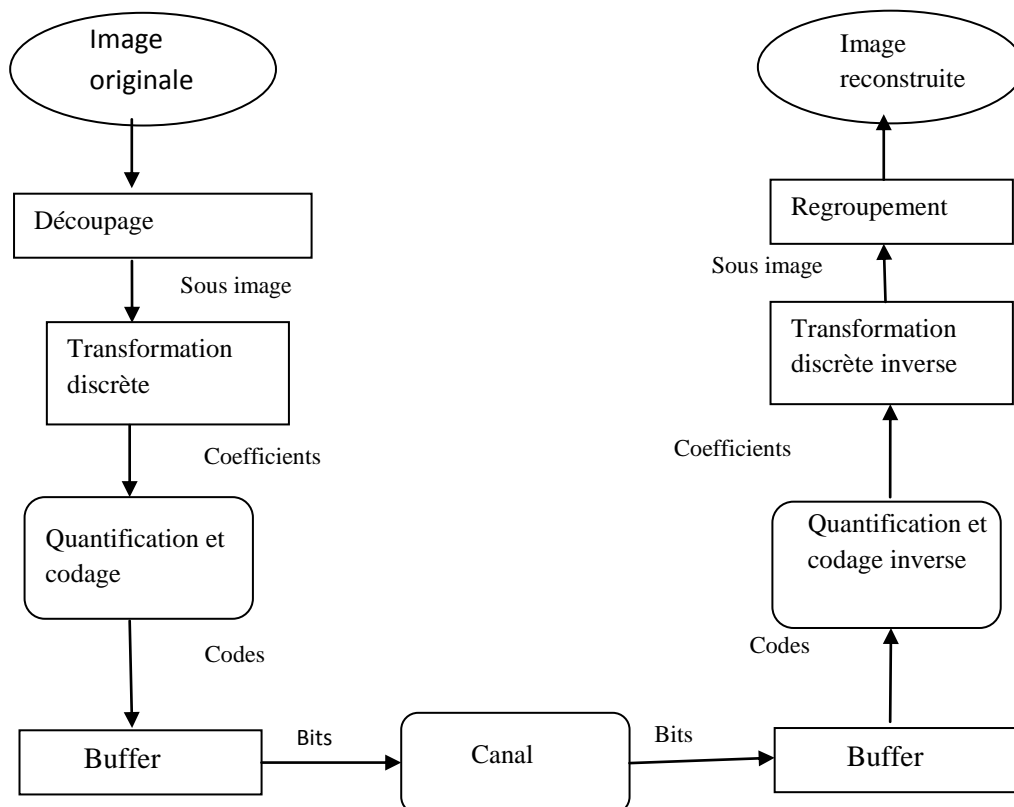 Image
originale
Découpage
Sous image
Transformation
discrète
Coefficients
Quantification et
codage
Codes
Buffer
Bits
Canal
Bits
Buffer
Codes
Quantification et
codage inverse
Coefficients
Transformation
discrète inverse
Sous image
Regroupement
Image
reconstruite